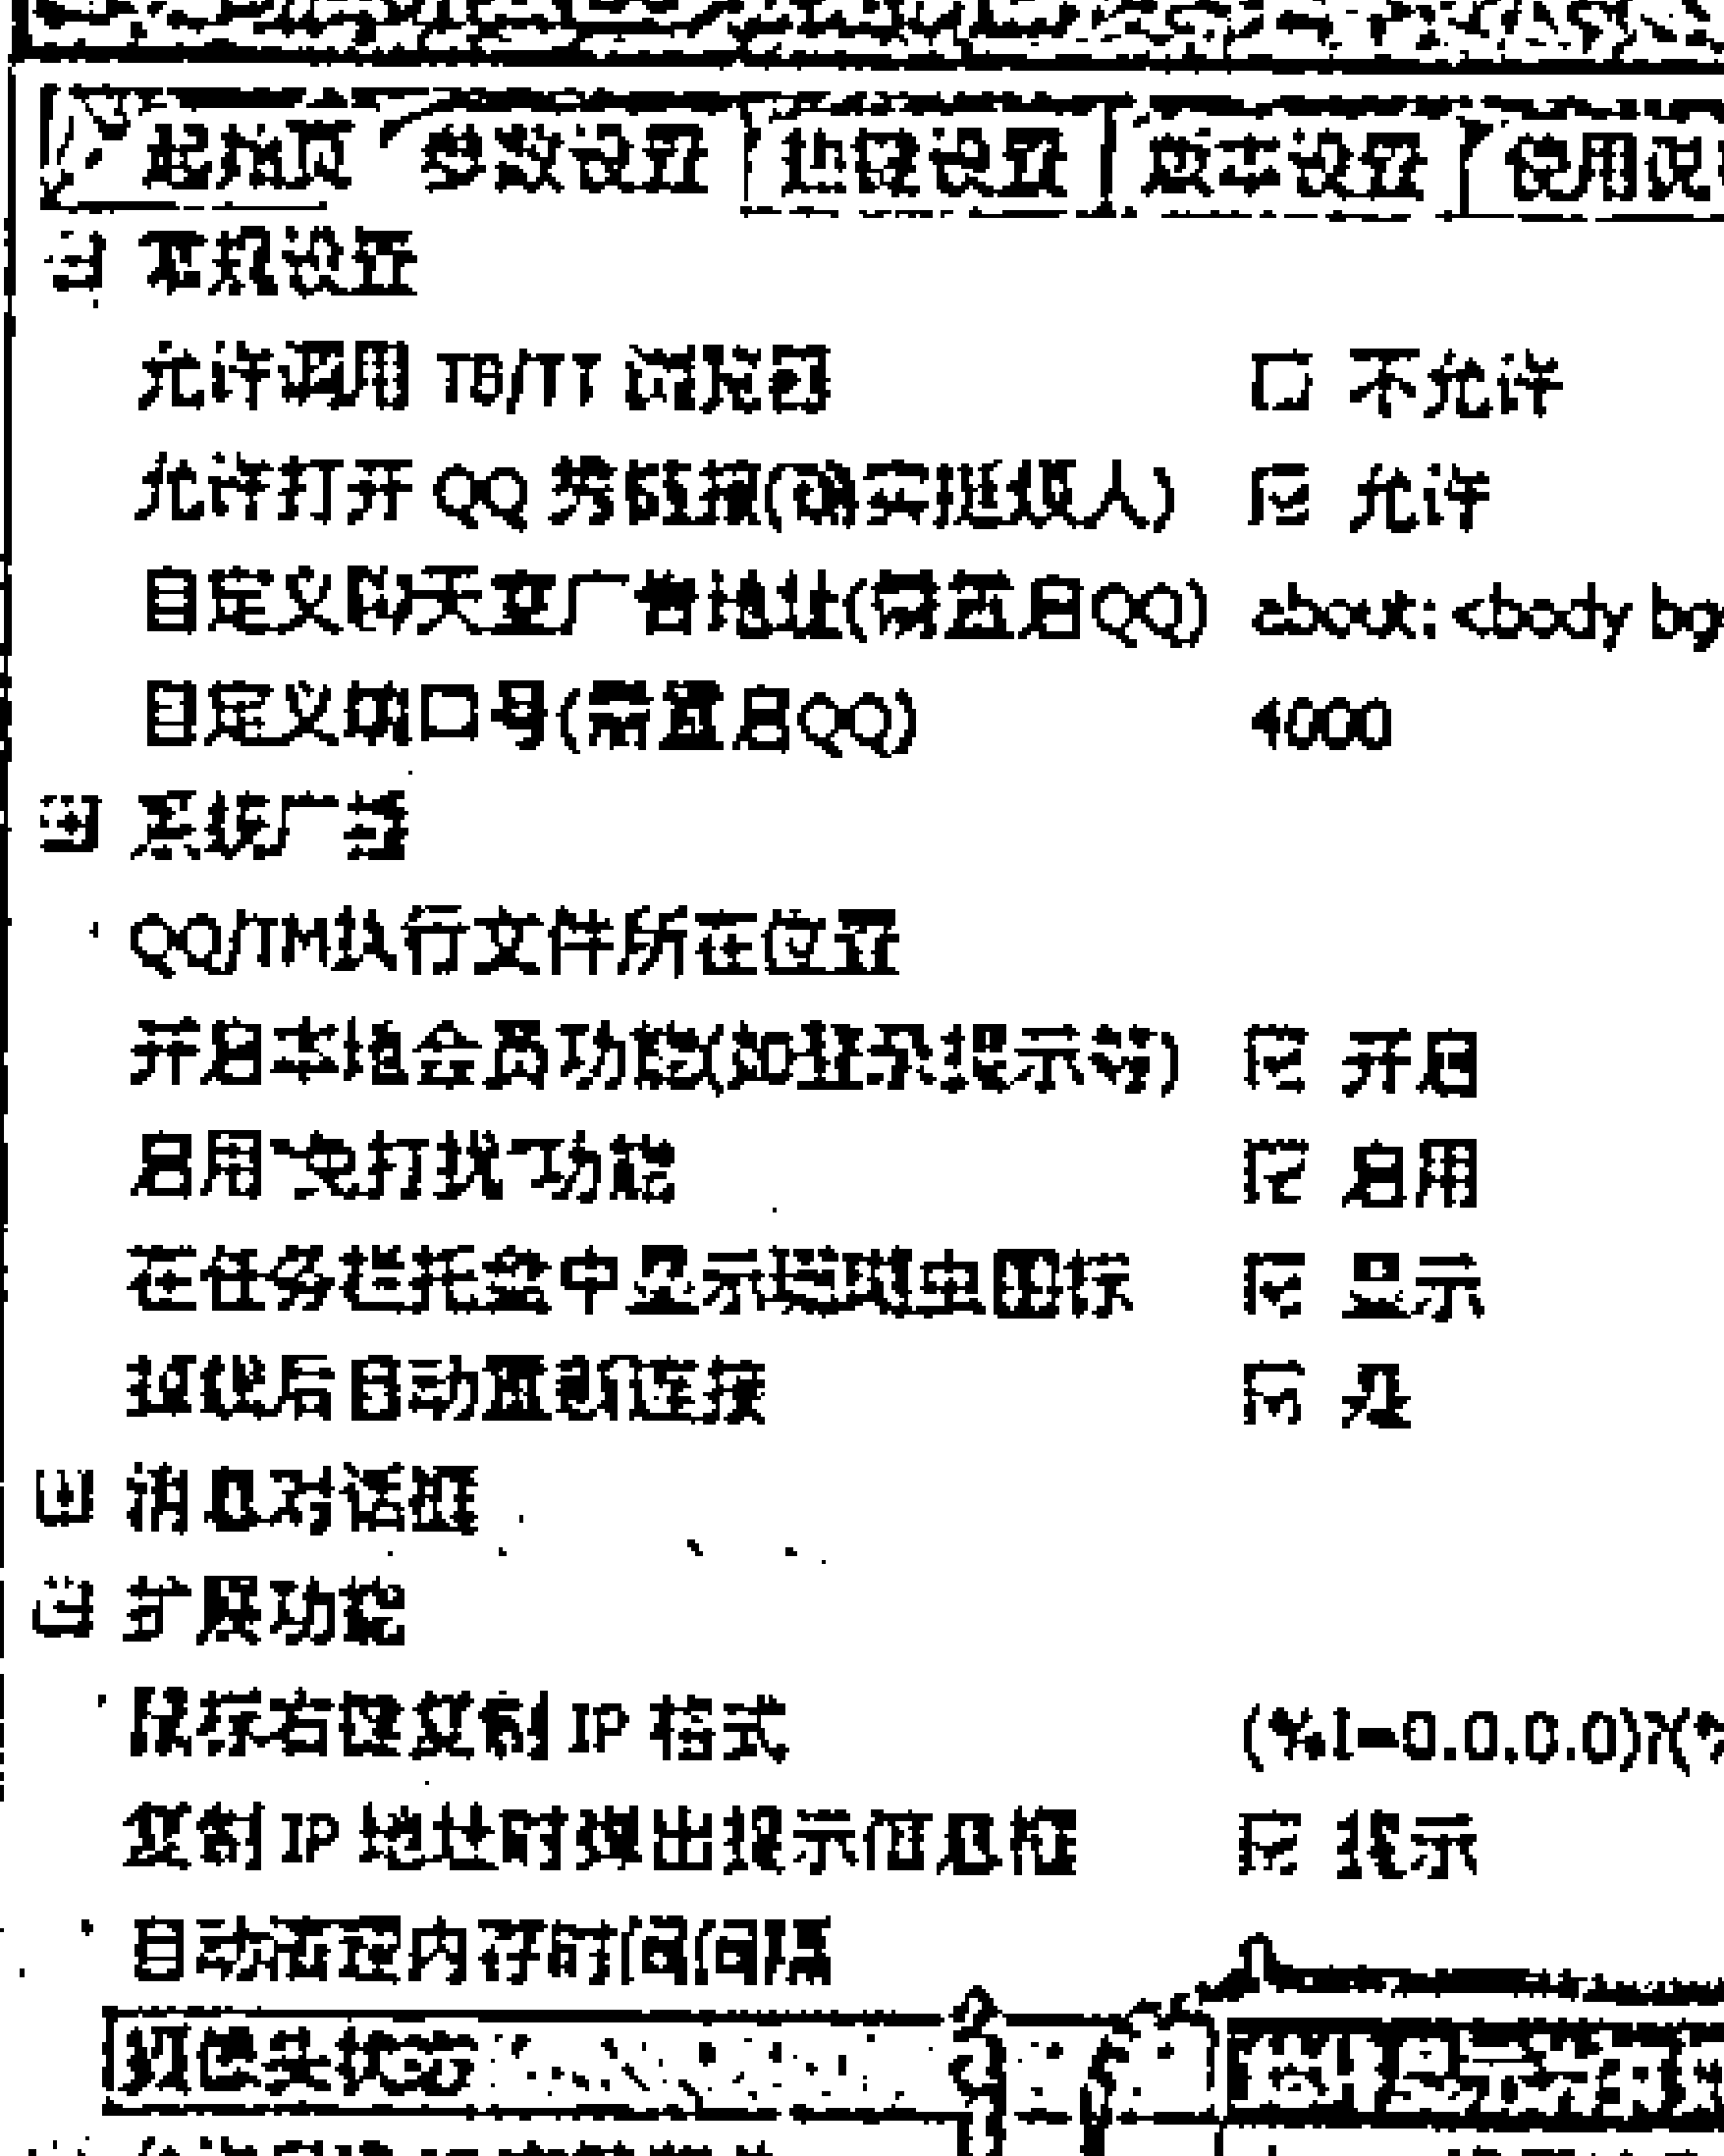 起始页 参数设置 热键设置 版本设置 使用说
常规设置
允许调用 TB/TT 浏览器 不允许
允许打开 QQ 秀链接(确实挺烦人) 允许
自定义聊天室广告地址(需重启QQ) about:<body bg
自定义端口号(需重启QQ) 4000
系统广播
QQ/TM执行文件所在位置
开启本地会员功能(如登录提示等) 开启
启用"免打扰"功能 启用
在任务栏托盘中显示珊瑚虫图标 显示
掉线后自动重新连接 是
消息对话框
扩展功能
鼠标右键复制 IP 格式 (%I=0.0.0.0)?(%
复制 IP 地址时弹出提示信息框 提示
自动清理内存时间间隔